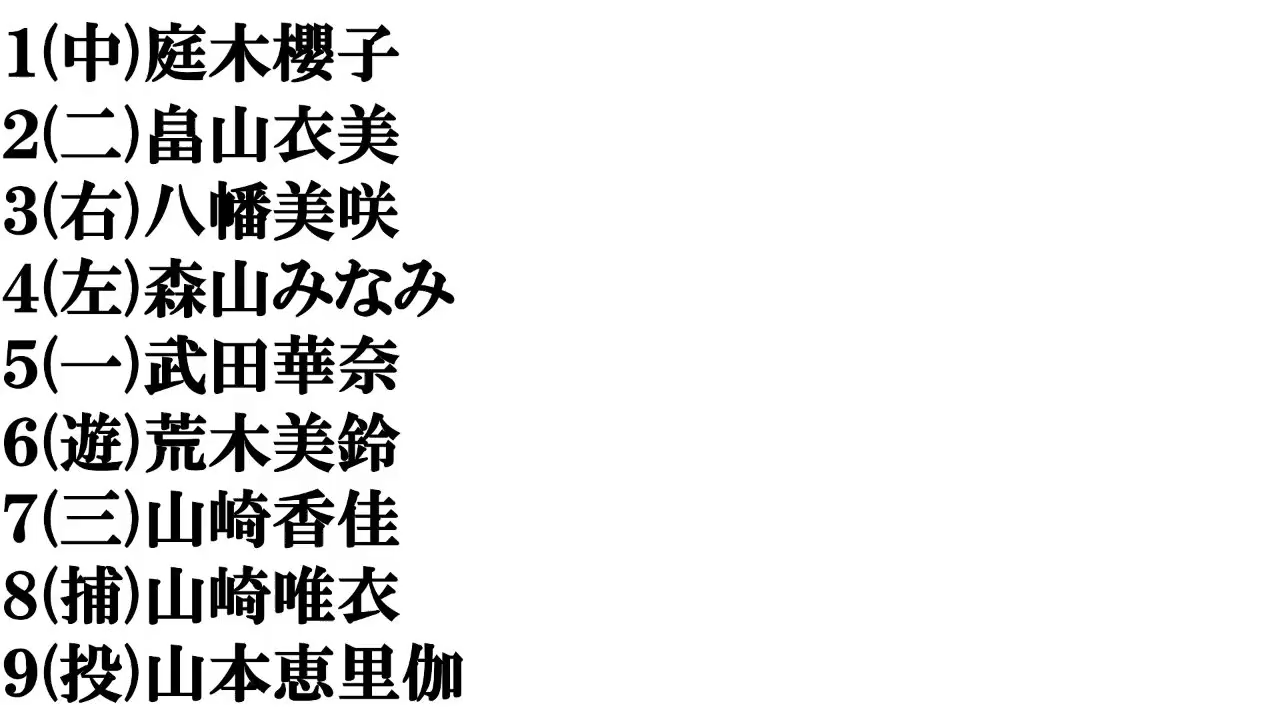 1(中)庭木櫻子
2(二)畠山衣美
3(右)八幡美咲
4(左)森山みなみ
5(一)武田華奈
6(遊)荒木美鈴
7(三)山崎香佳
8(捕)山崎唯衣
9(投)山本恵里伽